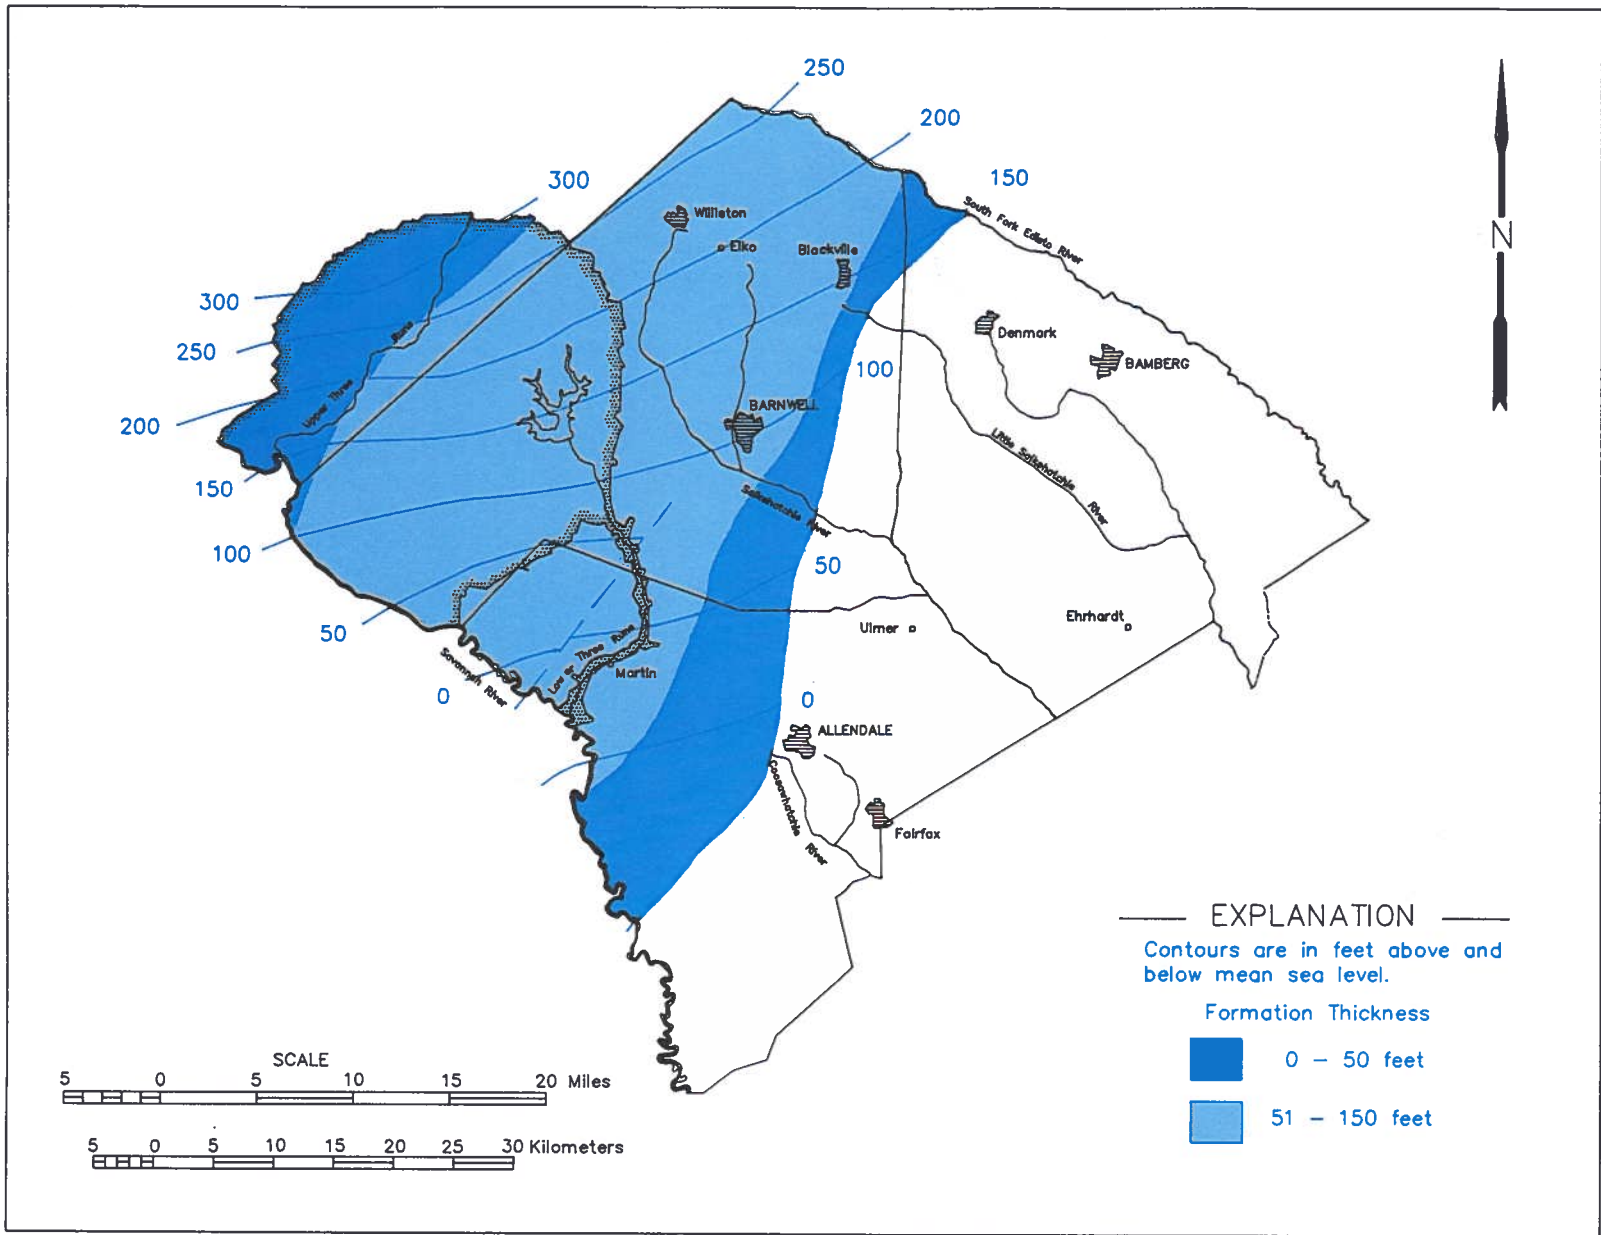 250
200
150
300
South Fork Edisto River
Williston
Elko
Blackville
300
250
Upper Three Runs
Denmark
BAMBERG
100
200
BARNWELL
Little Salkehatchie River
150
Salkehatchie River
100
50
Ulmer
Ehrhardt
50
Lower Three Runs
Savannah River
Martin
0
0
ALLENDALE
Coosawhatchie River
Fairfax
N
EXPLANATION
Contours are in feet above and
below mean sea level.
Formation Thickness
0 – 50 feet
51 – 150 feet
SCALE
5 0 5 10 15 20 Miles
5 0 5 10 15 20 25 30 Kilometers